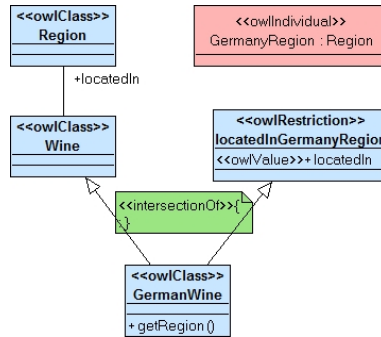 <<owlClass>>
Region
<<owlIndividual>>
GermanyRegion : Region
+locatedIn
<<owlClass>>
Wine
<<owlRestriction>>
locatedInGermanyRegion
<<owlValue>>+locatedIn
<<intersectionOf>>{
;}
<<owlClass>>
GermanWine
+getRegion()